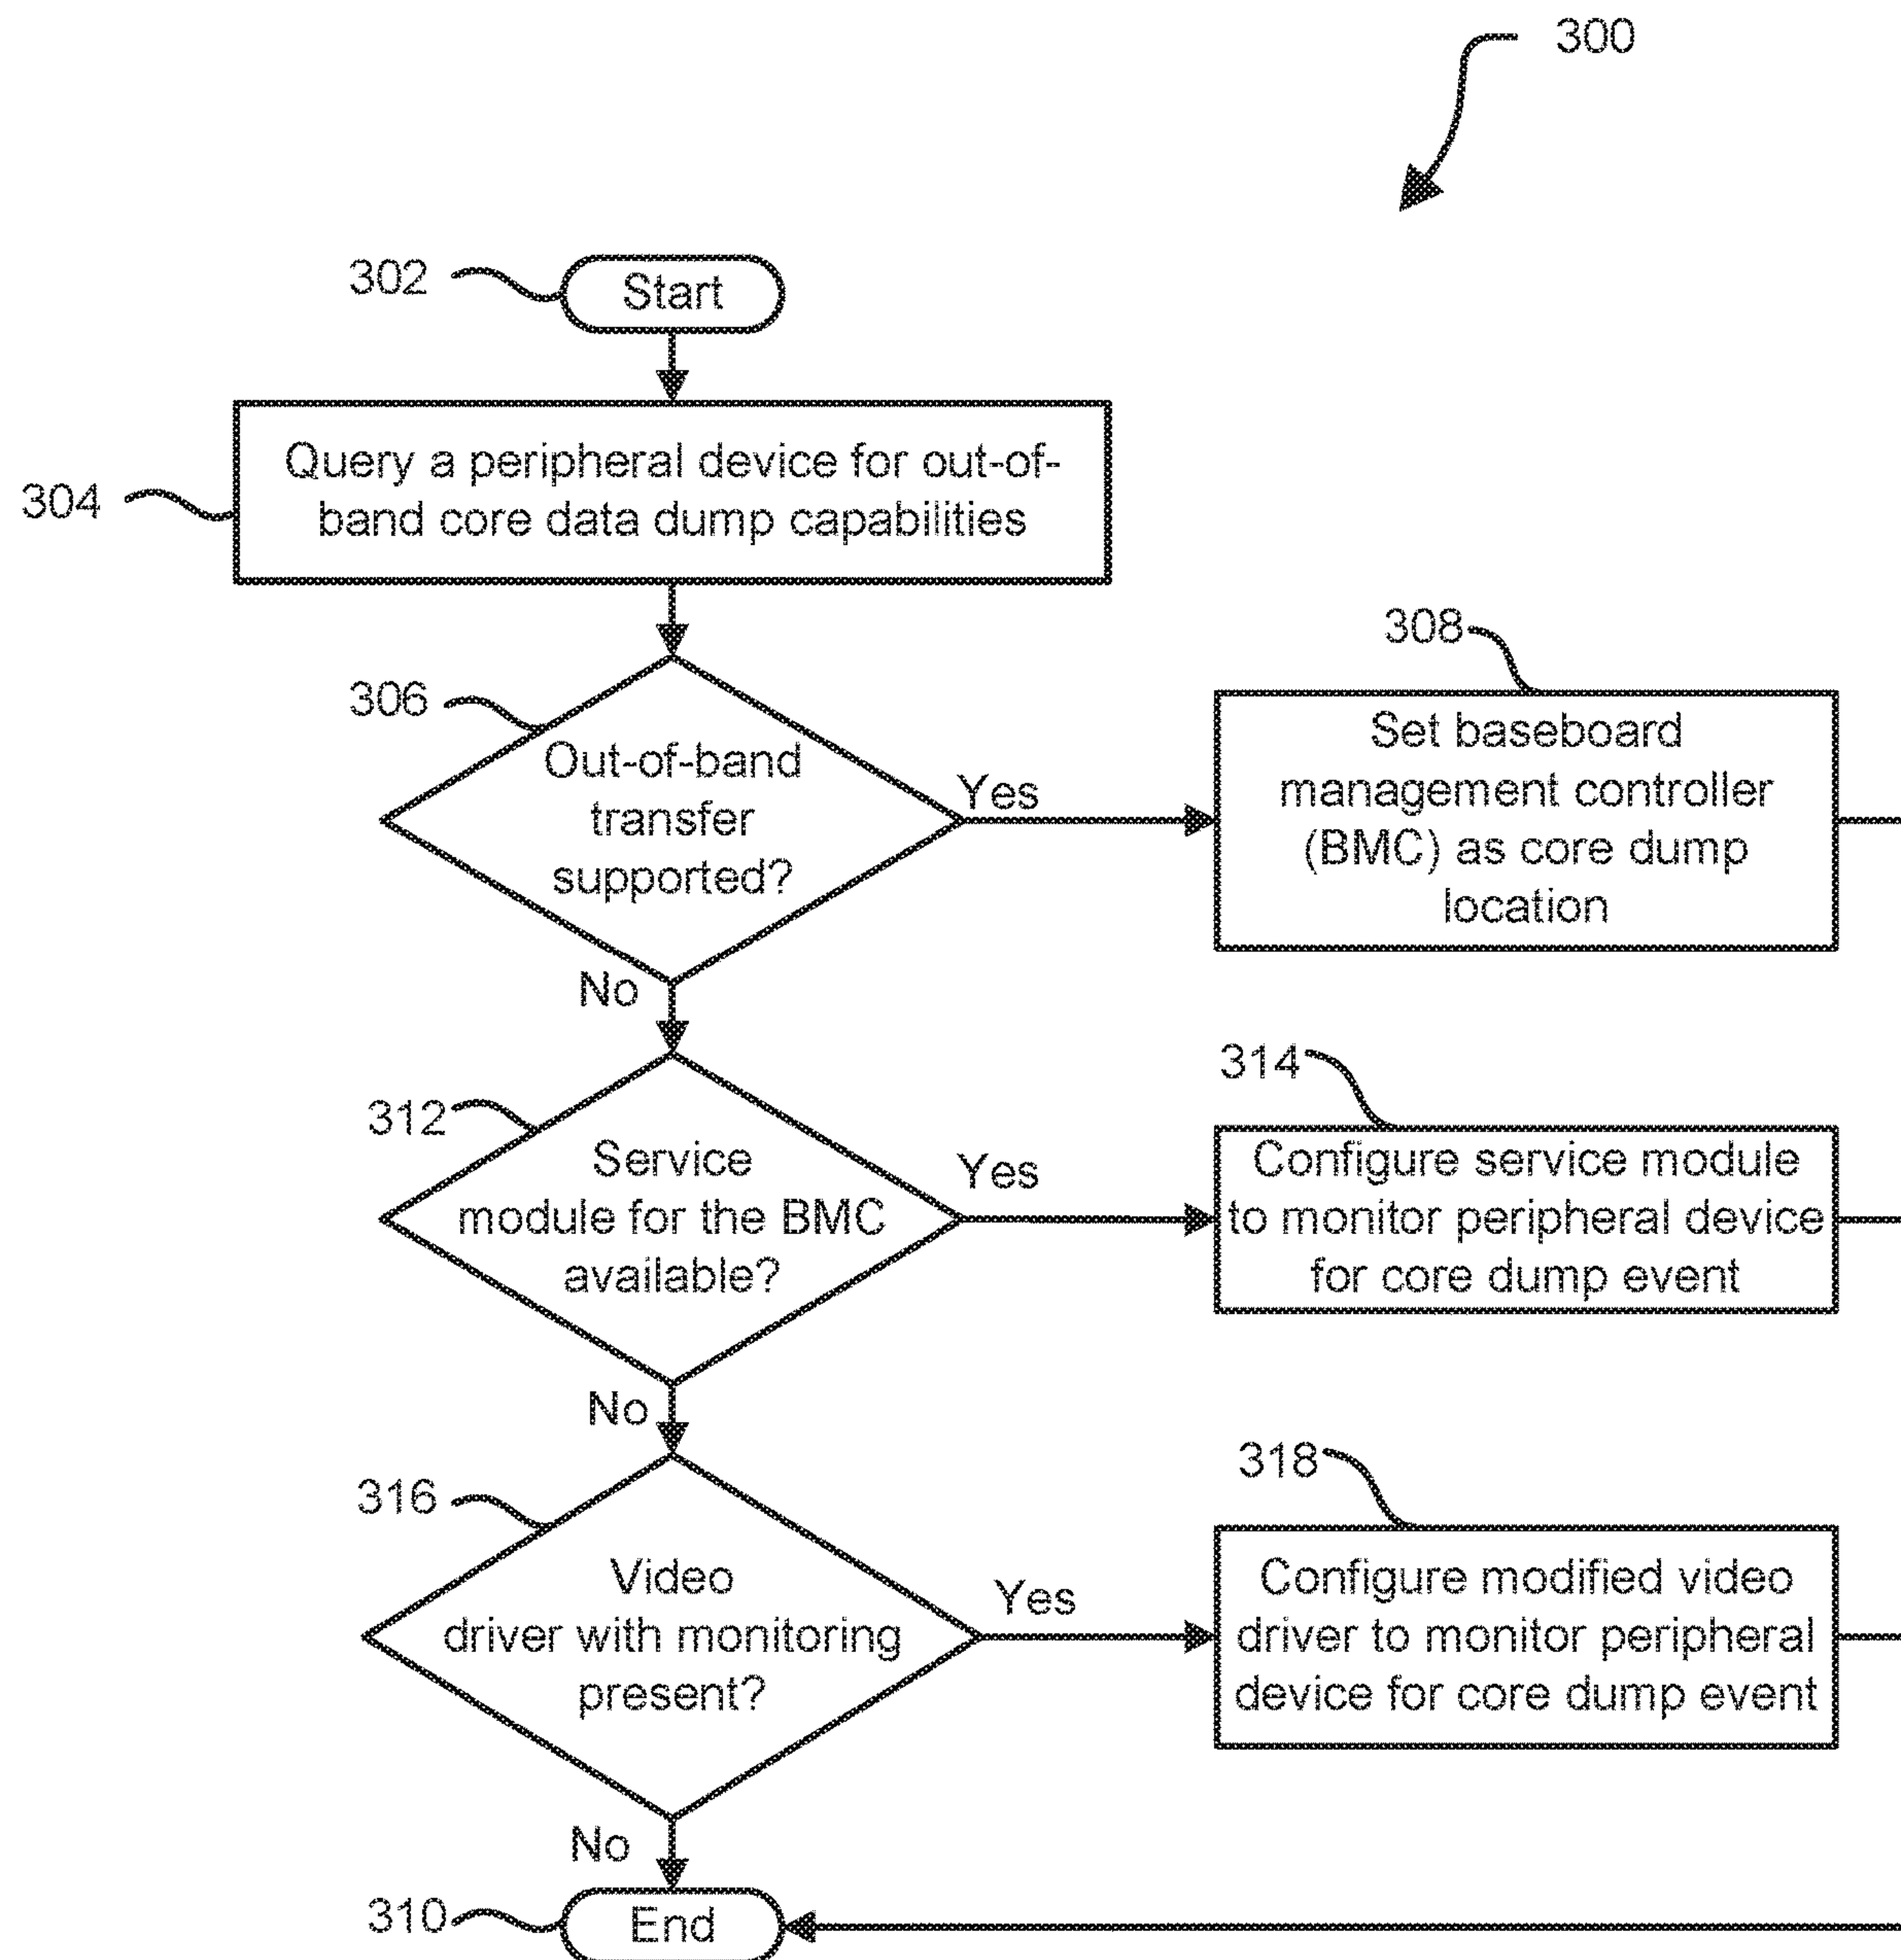 300
302
Start
304
Query a peripheral device for out-of-
band core data dump capabilities
306
Out-of-band
transfer
supported?
Yes
308
Set baseboard
management controller
(BMC) as core dump
location
No
312
Service
module for the BMC
available?
Yes
314
Configure service module
to monitor peripheral device
for core dump event
No
316
Video
driver with monitoring
present?
Yes
318
Configure modified video
driver to monitor peripheral
device for core dump event
No
310
End